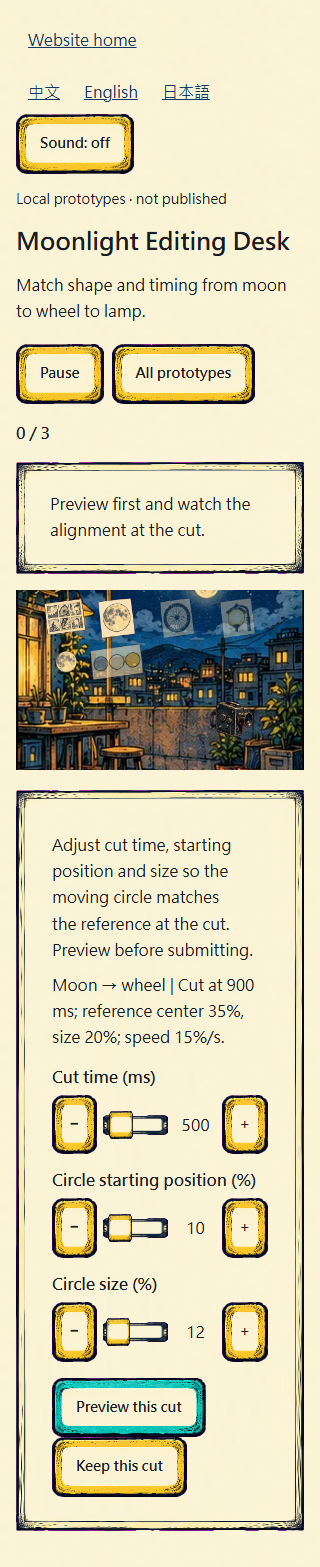 Website home
中文 English 日本語
Sound: off
Local prototypes · not published
Moonlight Editing Desk
Match shape and timing from moon
to wheel to lamp.
Pause All prototypes
0 / 3
Preview first and watch the
alignment at the cut.
Adjust cut time, starting
position and size so the
moving circle matches
the reference at the cut.
Preview before submitting.
Moon → wheel | Cut at 900
ms; reference center 35%,
size 20%; speed 15%/s.
Cut time (ms)
− 500 +
Circle starting position (%)
− 10 +
Circle size (%)
− 12 +
Preview this cut
Keep this cut